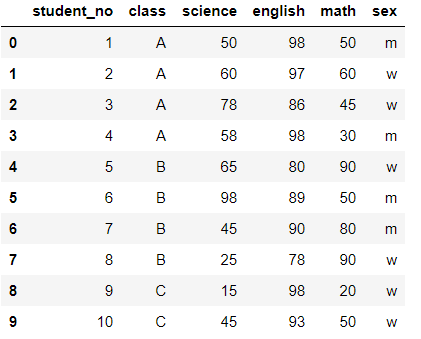 student_no class science english math sex
0 1 A 50 98 50 m
1 2 A 60 97 60 w
2 3 A 78 86 45 w
3 4 A 58 98 30 m
4 5 B 65 80 90 w
5 6 B 98 89 50 m
6 7 B 45 90 80 m
7 8 B 25 78 90 w
8 9 C 15 98 20 w
9 10 C 45 93 50 w